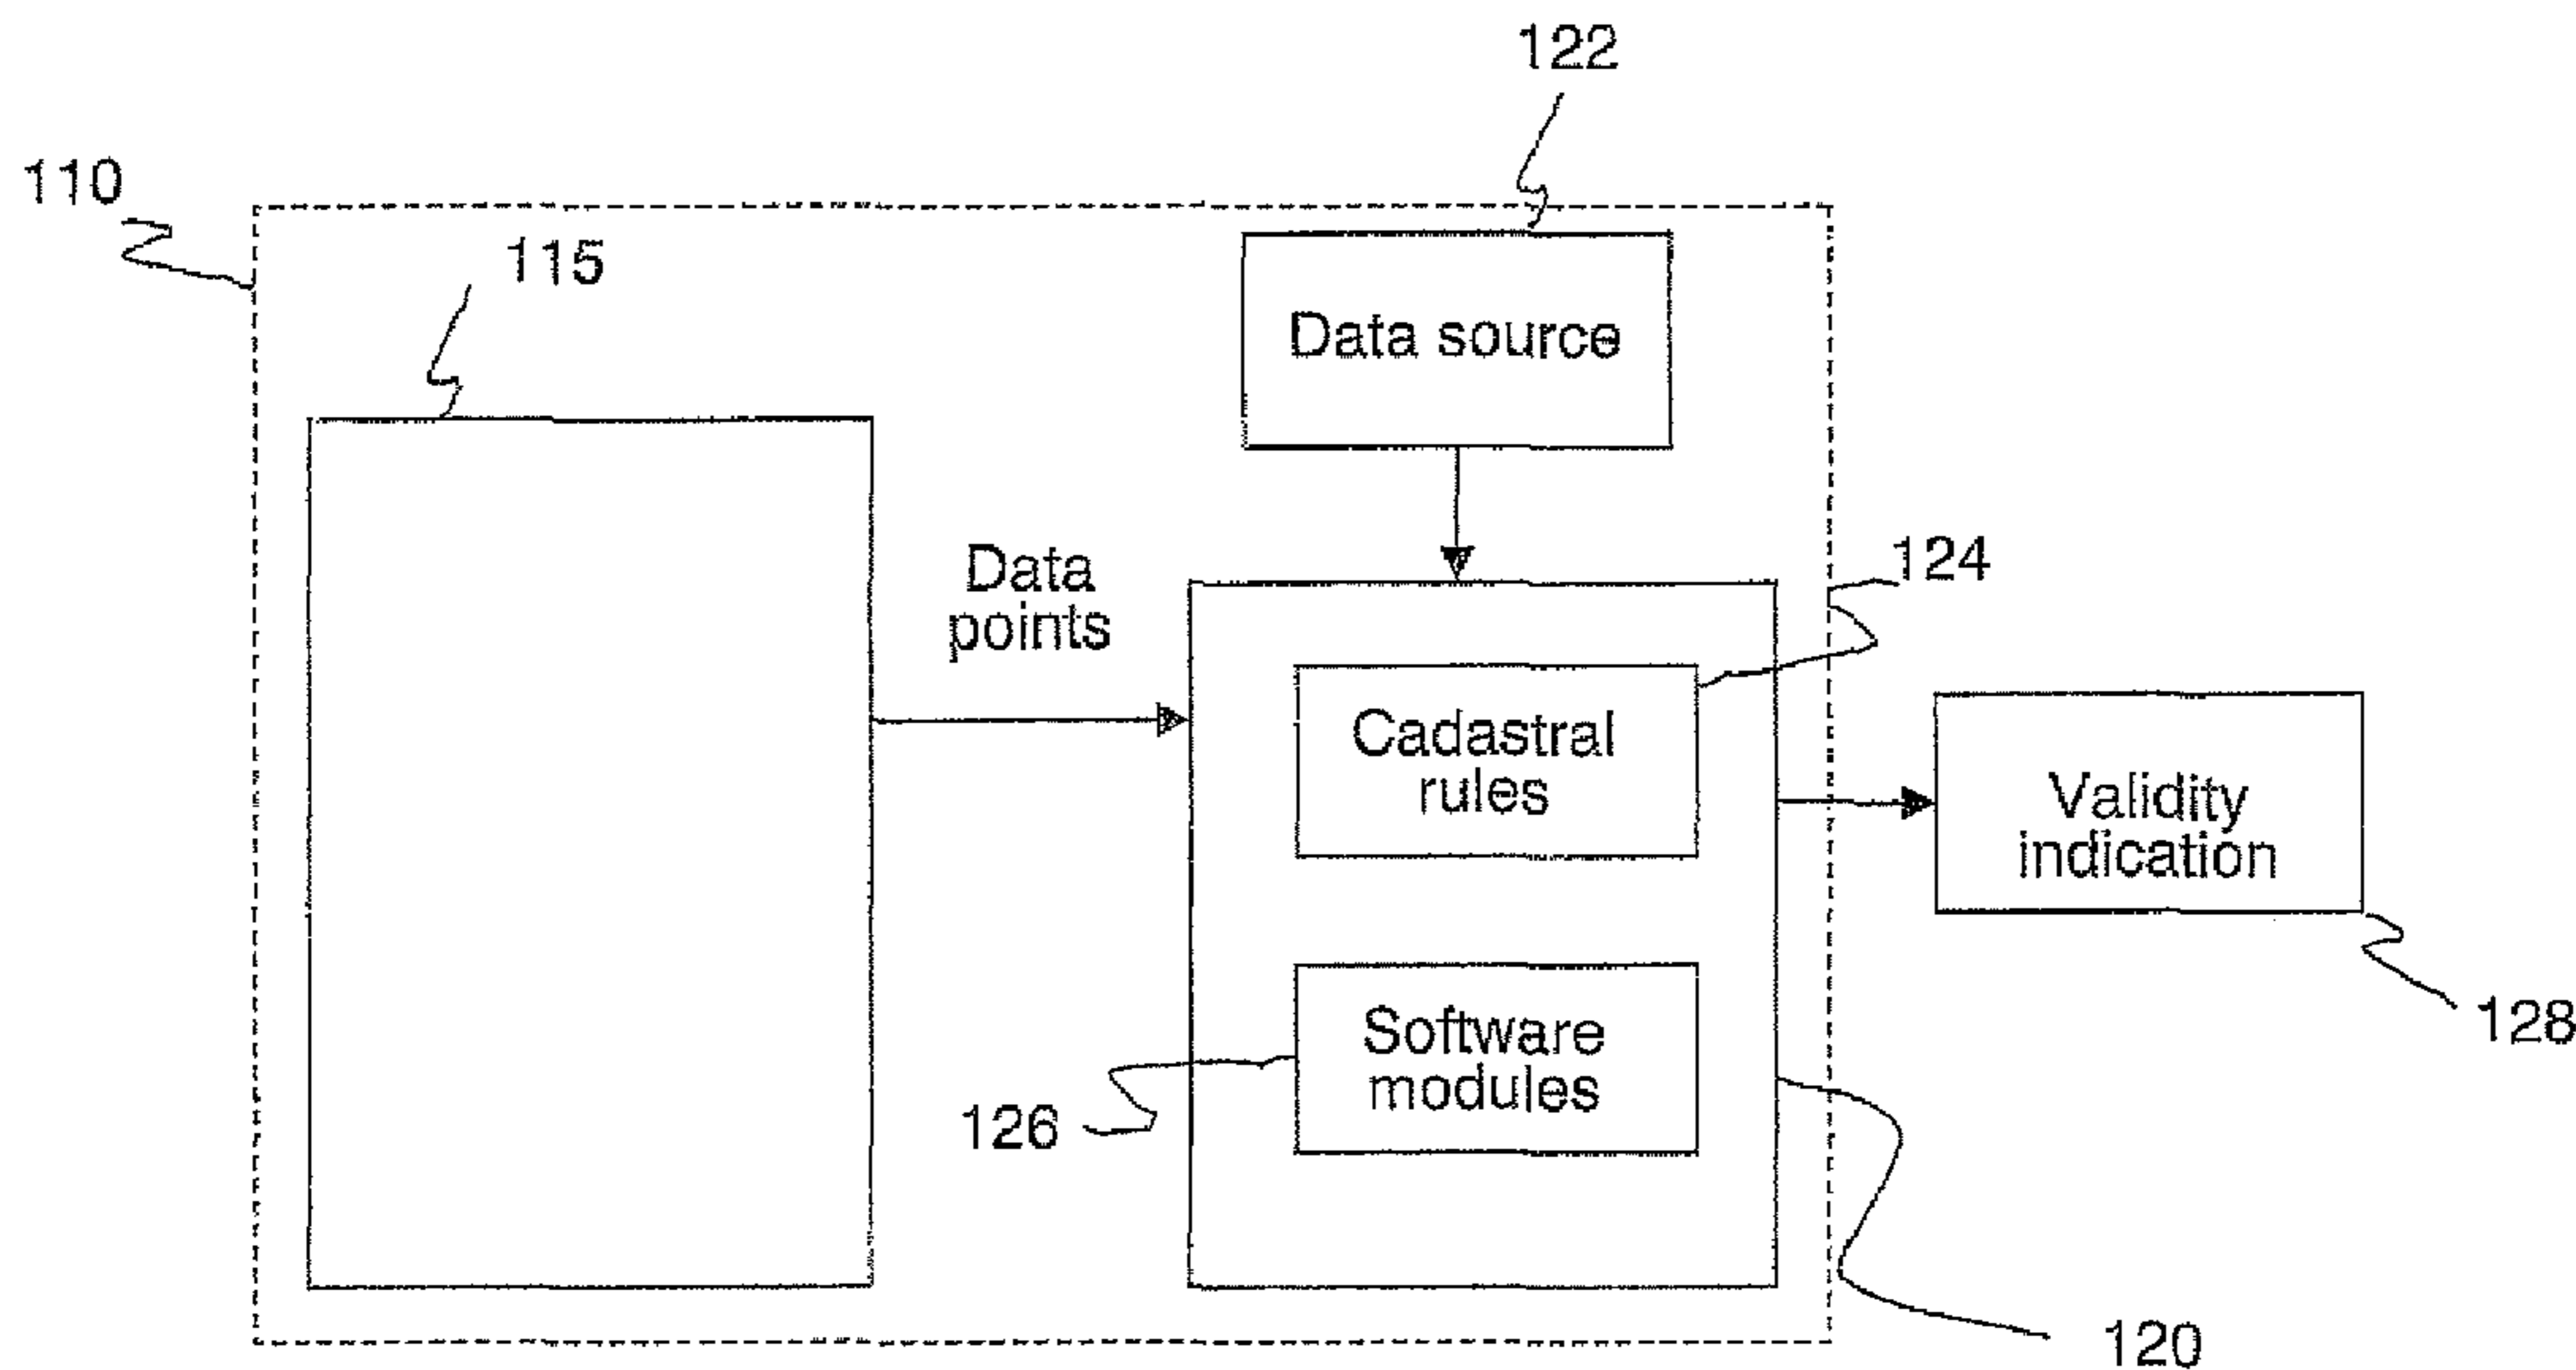 122
110
115
Data source
Data
points
124
Cadastral
rules
Validity
indication
Software
modules
128
126
120